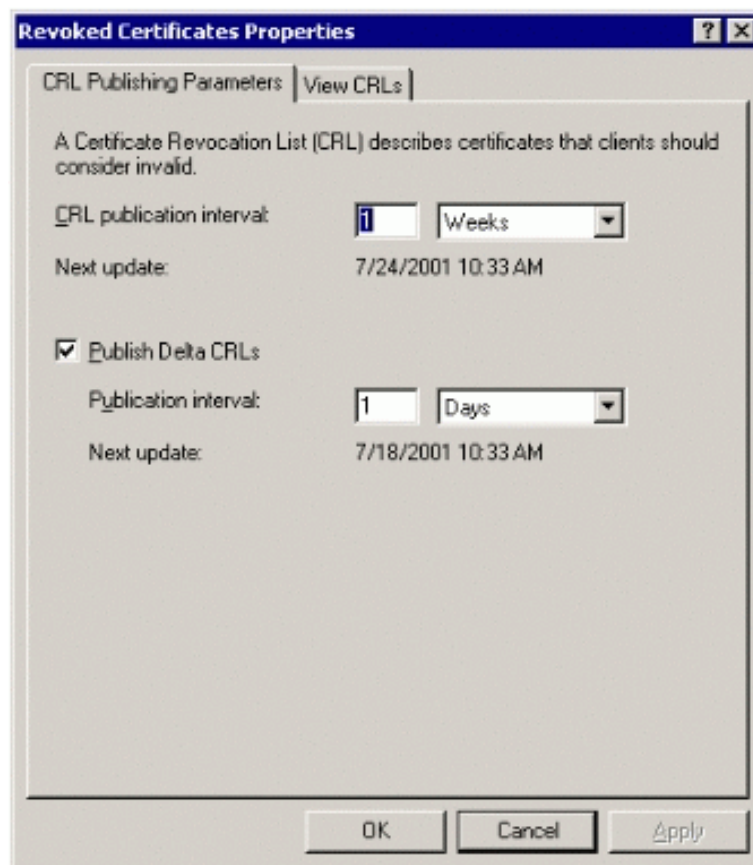 Revoked Certificates Properties
CRL Publishing Parameters View CRLs
A Certificate Revocation List (CRL) describes certificates that clients should
consider invalid.
CRL publication interval: 1 Weeks
Next update: 7/24/2001 10:33 AM
Publish Delta CRLs
Publication interval: 1 Days
Next update: 7/18/2001 10:33 AM
OK Cancel Apply